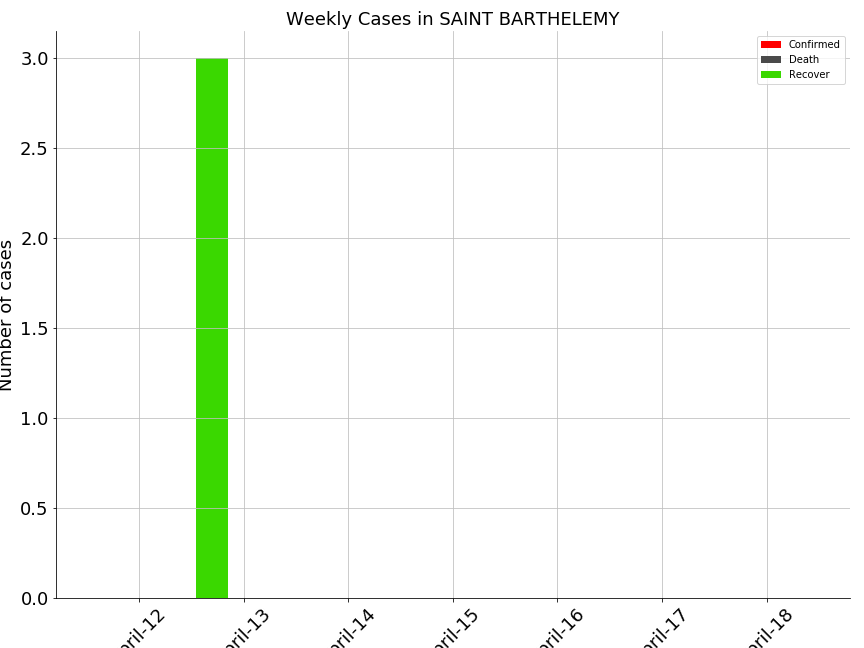 Weekly Cases in SAINT BARTHELEMY
Confirmed
Death
Recover
Number of cases
3.0
2.5
2.0
1.5
1.0
0.5
0.0
pril-12
pril-13
pril-14
pril-15
pril-16
pril-17
pril-18